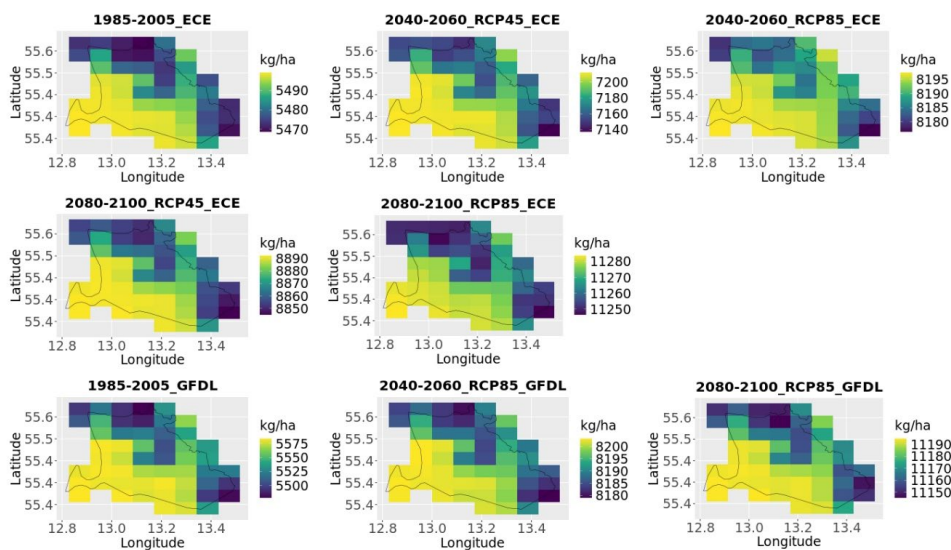 1985-2005_ECE
2040-2060_RCP45_ECE
2040-2060_RCP85_ECE
Latitude
55.6
55.5
55.4
55.4
kg/ha
5490
5480
5470
12.8 13.0 13.2 13.4
Longitude
Latitude
55.6
55.5
55.4
55.4
kg/ha
7200
7180
7160
7140
12.8 13.0 13.2 13.4
Longitude
Latitude
55.6
55.5
55.4
55.4
kg/ha
8195
8190
8185
8180
12.8 13.0 13.2 13.4
Longitude
2080-2100_RCP45_ECE
2080-2100_RCP85_ECE
Latitude
55.6
55.5
55.4
55.4
kg/ha
8890
8880
8870
8860
8850
12.8 13.0 13.2 13.4
Longitude
Latitude
55.6
55.5
55.4
55.4
kg/ha
11280
11270
11260
11250
12.8 13.0 13.2 13.4
Longitude
1985-2005_GFDL
2040-2060_RCP85_GFDL
2080-2100_RCP85_GFDL
Latitude
55.6
55.5
55.4
55.4
kg/ha
5575
5550
5525
5500
12.8 13.0 13.2 13.4
Longitude
Latitude
55.6
55.5
55.4
55.4
kg/ha
8200
8195
8190
8185
8180
12.8 13.0 13.2 13.4
Longitude
Latitude
55.6
55.5
55.4
55.4
kg/ha
11190
11180
11170
11160
11150
12.8 13.0 13.2 13.4
Longitude